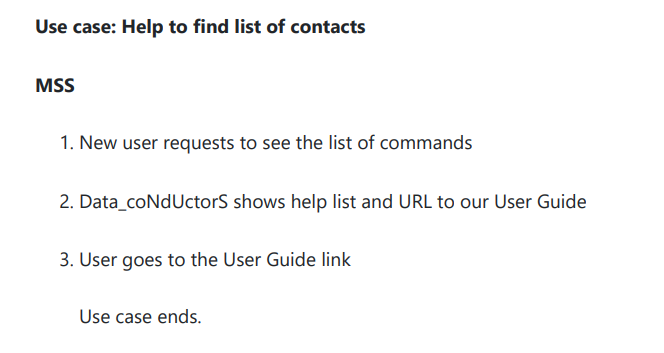 Use case: Help to find list of contacts
MSS
1. New user requests to see the list of commands
2. Data_coNdUctorS shows help list and URL to our User Guide
3. User goes to the User Guide link
Use case ends.